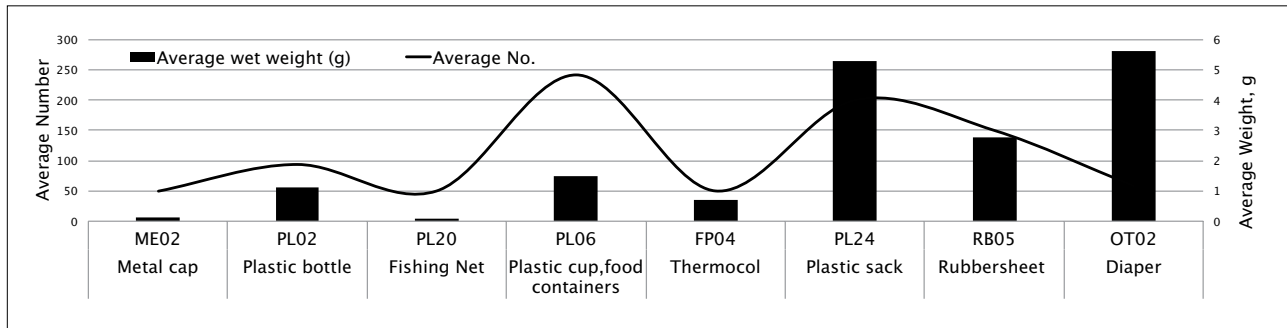 Average wet weight (g) Average No.
Average Number
300
250
200
150
100
50
0
6
5
4
3
2
1
0
Average Weight, g
ME02 PL02 PL20 PL06 FP04 PL24 RB05 OT02
Metal cap Plastic bottle Fishing Net Plastic cup,food Thermocol Plastic sack Rubbersheet Diaper
containers